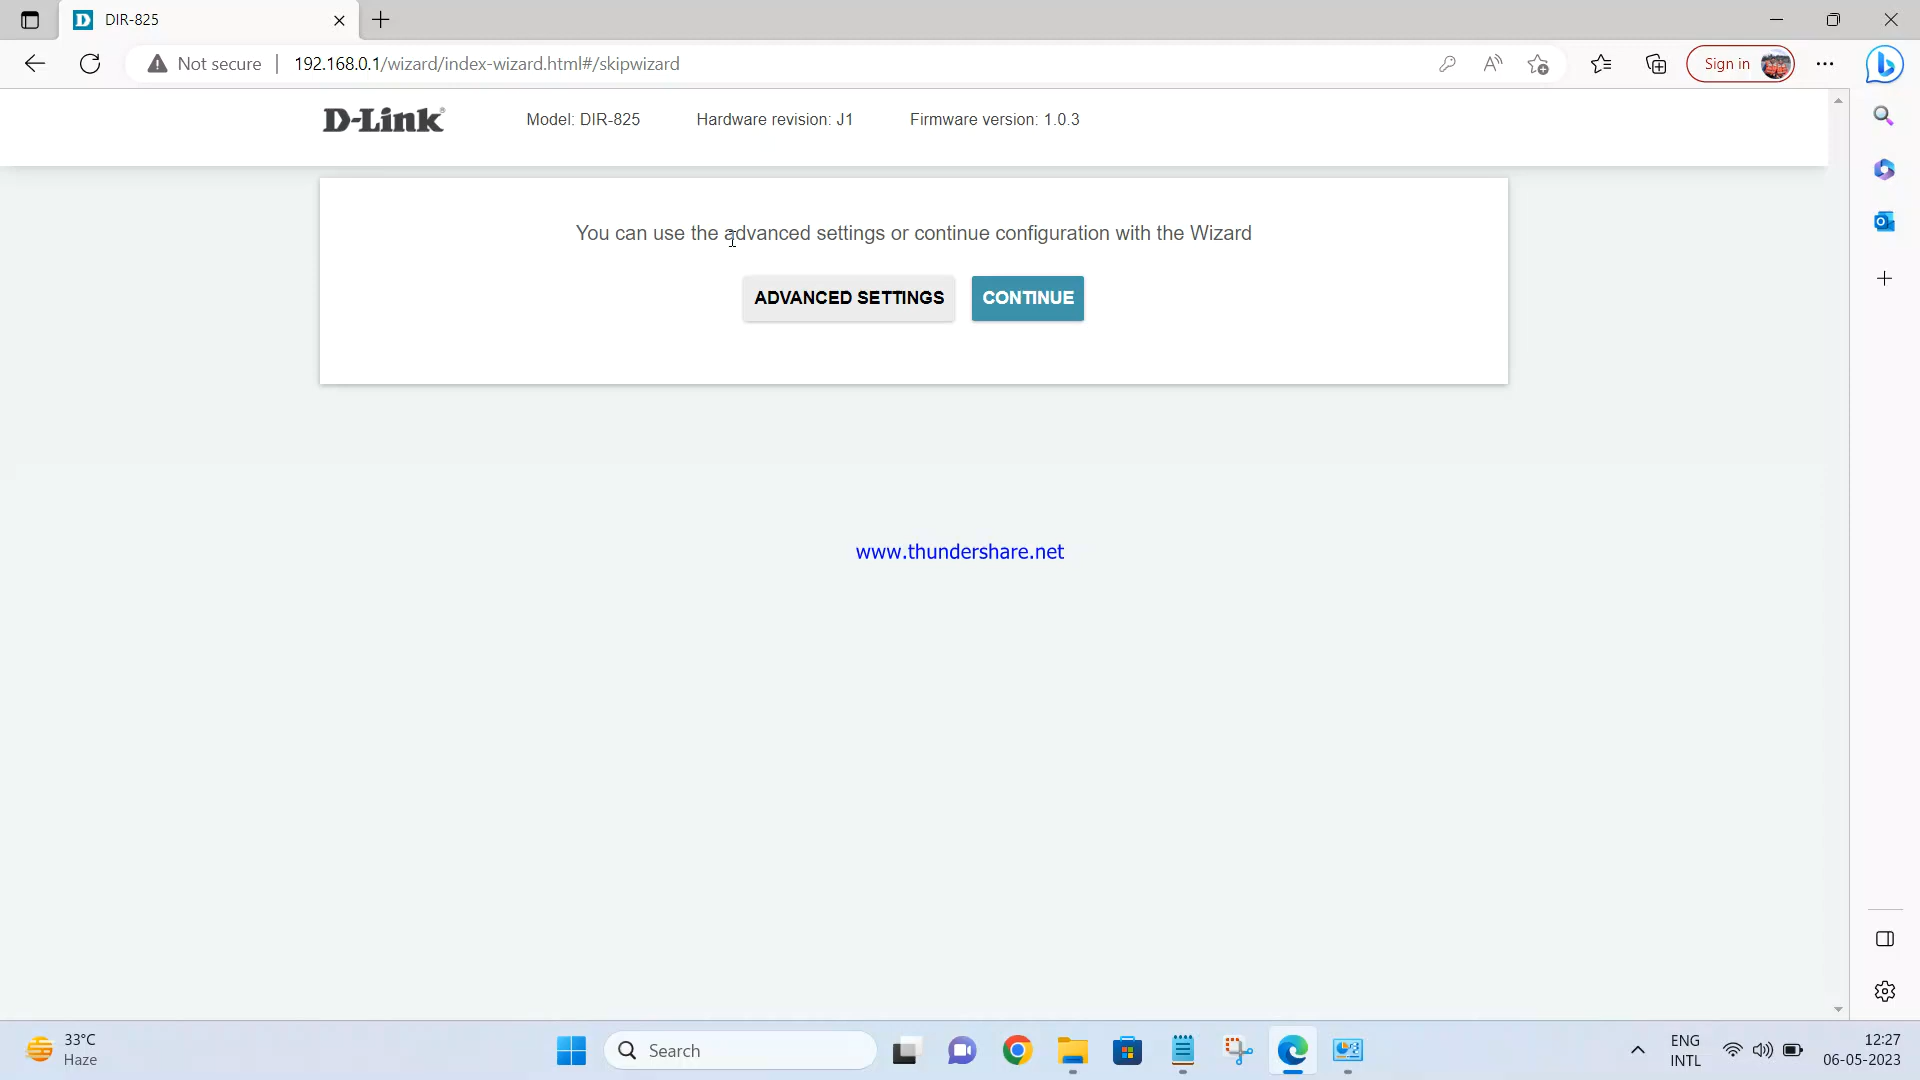 DIR-825
Not secure
192.168.0.1/wizard/index-wizard.html#/skipwizard
Sign in
D-Link
Model: DIR-825
Hardware revision: J1
Firmware version: 1.0.3
You can use the advanced settings or continue configuration with the Wizard
ADVANCED SETTINGS
CONTINUE
www.thundershare.net
33°C
Haze
Search
ENG
INTL
12:27
06-05-2023